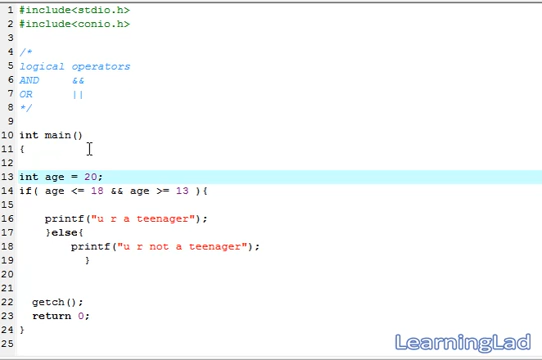 1 #include<stdio.h>
2 #include<conio.h>
3
4 /*
5 logical operators
6 AND &&
7 OR ||
8 */
9
10 int main()
11 {
12
13 int age = 20;
14 if( age <= 18 && age >= 13 ){
15
16 printf("u r a teenager");
17 }else{
18 printf("u r not a teenager");
19 }
20
21
22 getch();
23 return 0;
24 }
25
LearningLad